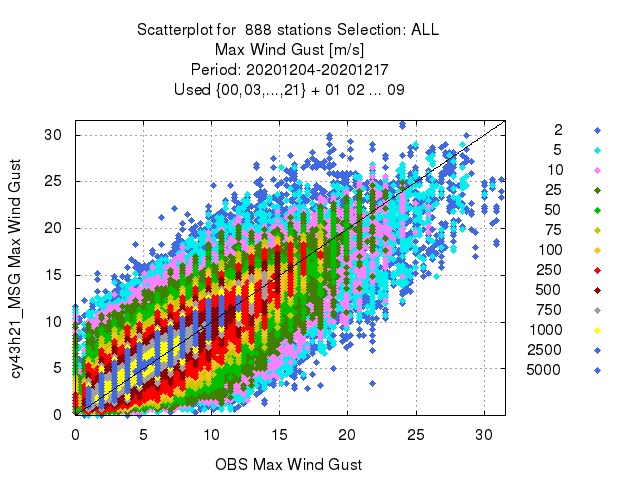 Scatterplot for 888 stations Selection: ALL
Max Wind Gust [m/s]
Period: 20201204-20201217
Used {00,03,...,21} + 01 02 ... 09
cy43h21_MSG Max Wind Gust
30
25
20
15
10
5
0
0 5 10 15 20 25 30
OBS Max Wind Gust
2
5
10
25
50
75
100
250
500
750
1000
2500
5000